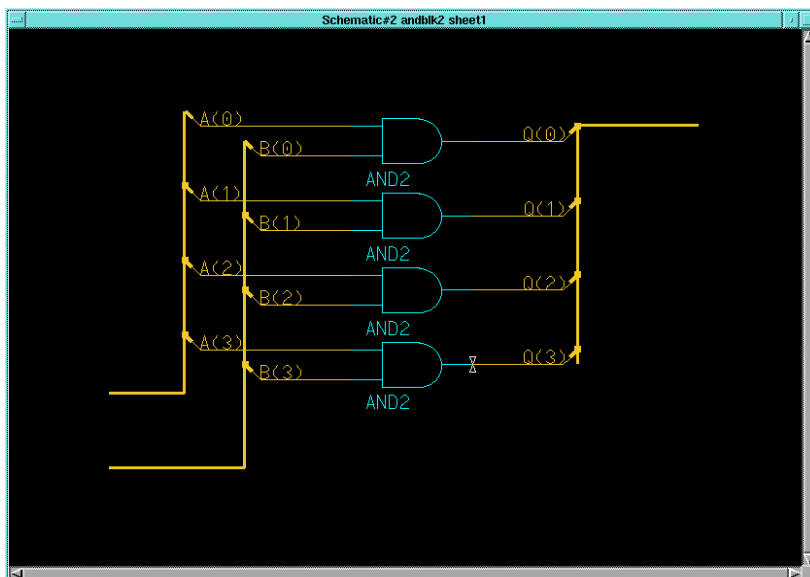 Schematic#2 andblk2 sheet1
A(0)
B(0)
Q(0)
AND2
A(1)
B(1)
Q(1)
AND2
A(2)
B(2)
Q(2)
AND2
A(3)
B(3)
Q(3)
AND2